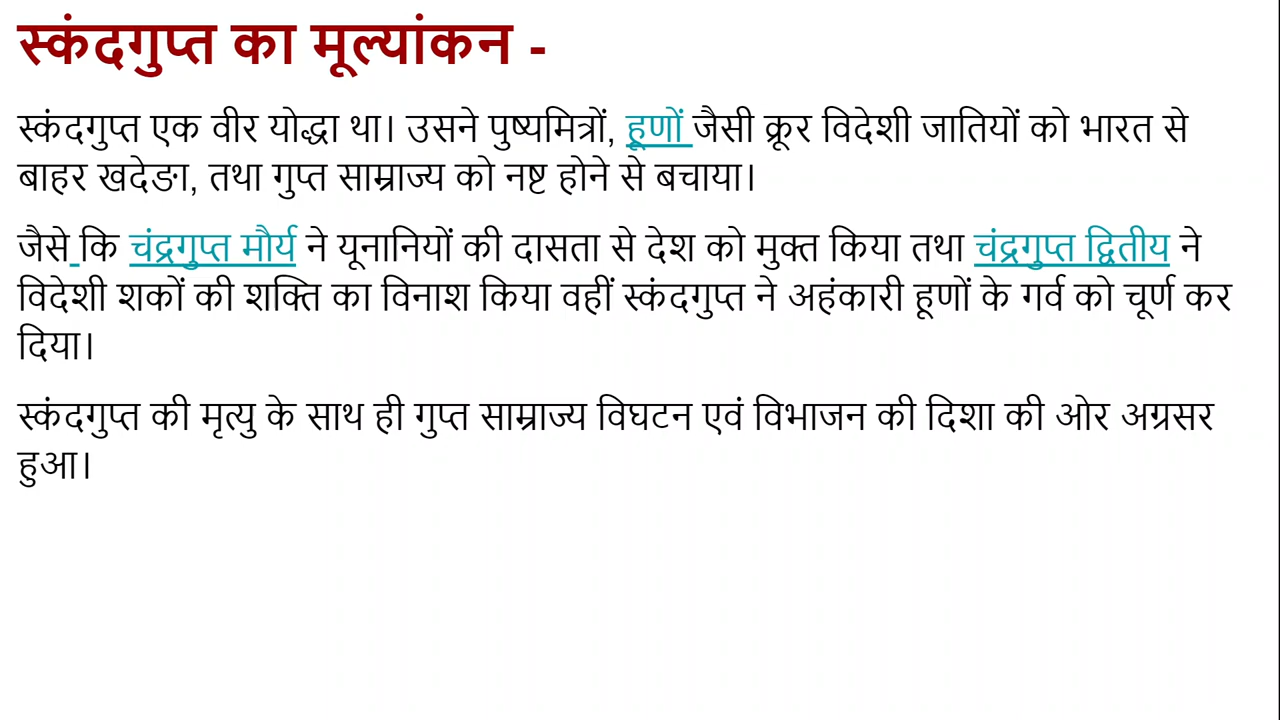 स्कंदगुप्त का मूल्यांकन -
स्कंदगुप्त एक वीर योद्धा था। उसने पुष्यमित्रों, हूणों जैसी क्रूर विदेशी जातियों को भारत से
बाहर खदेङा, तथा गुप्त साम्राज्य को नष्ट होने से बचाया।
जैसे कि चंद्रगुप्त मौर्य ने यूनानियों की दासता से देश को मुक्त किया तथा चंद्रगुप्त द्वितीय ने
विदेशी शकों की शक्ति का विनाश किया वहीं स्कंदगुप्त ने अहंकारी हूणों के गर्व को चूर्ण कर
दिया।
स्कंदगुप्त की मृत्यु के साथ ही गुप्त साम्राज्य विघटन एवं विभाजन की दिशा की ओर अग्रसर
हुआ।